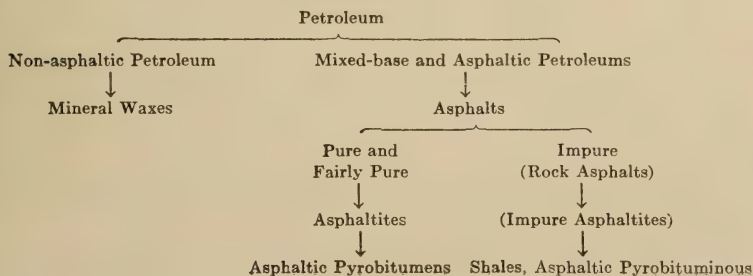 Petroleum
Non-asphaltic Petroleum Mixed-base and Asphaltic Petroleums
Mineral Waxes Asphalts
Pure and Impure
Fairly Pure (Rock Asphalts)
Asphaltites (Impure Asphaltites)
Asphaltic Pyrobitumens Shales, Asphaltic Pyrobituminous